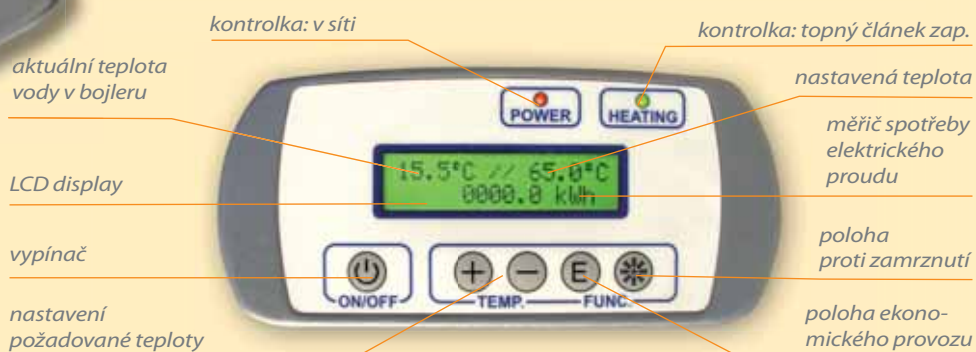 kontrolka: v síti
kontrolka: topný článek zap.
aktuální teplota
vody v bojleru
nastavená teplota
POWER
HEATING
měřič spotřeby
elektrického
proudu
15.5°C // 65.0°C
0000.0 kWh
LCD display
vypínač
poloha
proti zamrznutí
E
ON/OFF
TEMP.
FUNC.
nastavení
požadované teploty
poloha ekono-
mického provozu